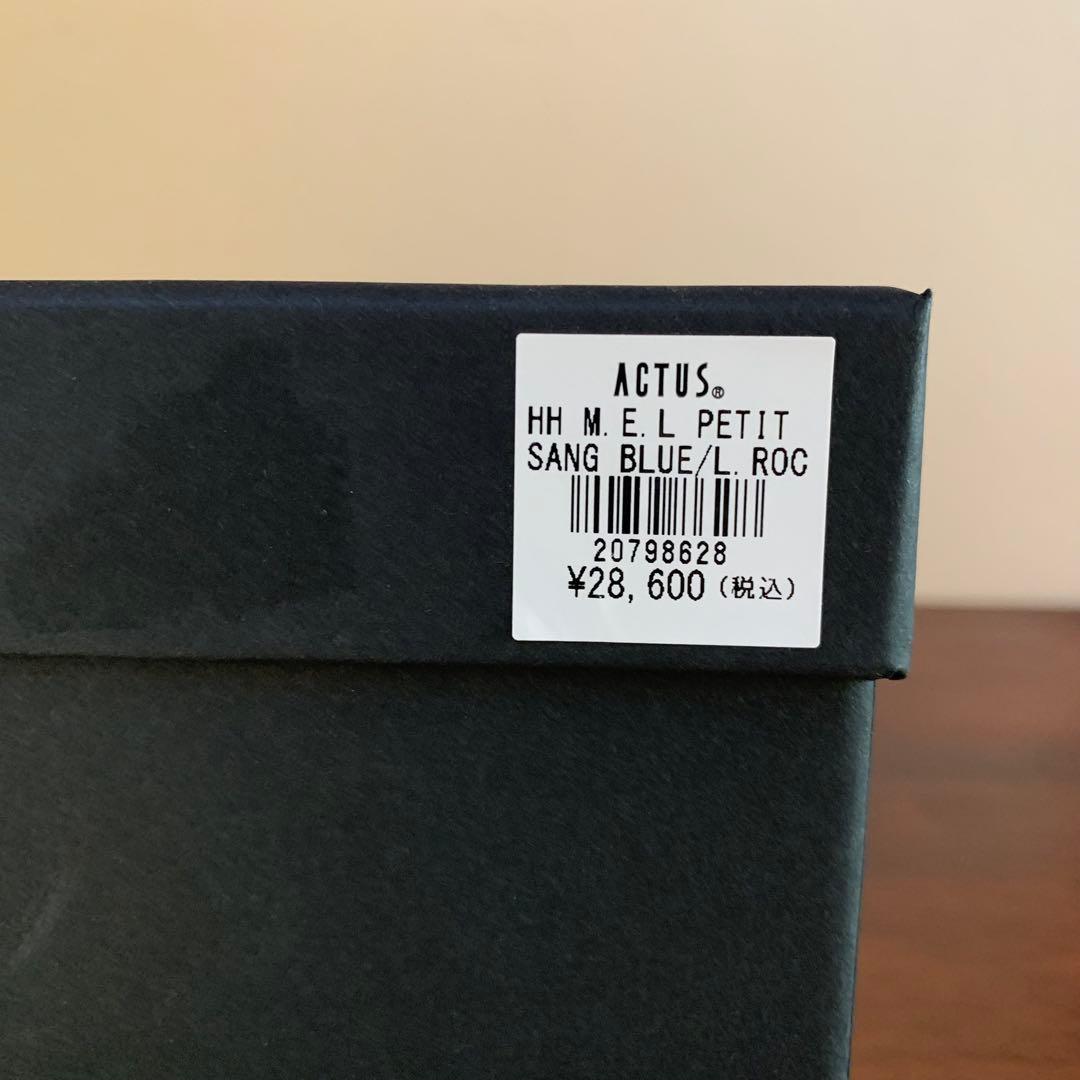 ACTUS®
HH M.E.L PETIT
SANG BLUE/L.ROC
20798628
¥28,600(税込)